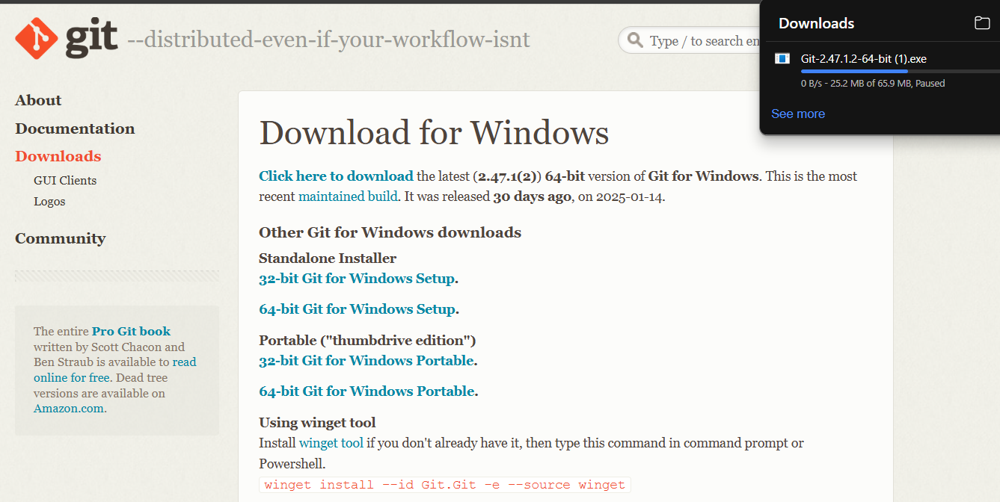 git --distributed-even-if-your-workflow-isnt
Type / to search en
Downloads
Git-2.47.1.2-64-bit (1).exe
0 B/s - 25.2 MB of 65.9 MB, Paused
See more
About
Documentation
Downloads
GUI Clients
Logos
Community
The entire Pro Git book
written by Scott Chacon and
Ben Straub is available to read
online for free. Dead tree
versions are available on
Amazon.com.
Download for Windows
Click here to download the latest (2.47.1(2)) 64-bit version of Git for Windows. This is the most
recent maintained build. It was released 30 days ago, on 2025-01-14.
Other Git for Windows downloads
Standalone Installer
32-bit Git for Windows Setup.
64-bit Git for Windows Setup.
Portable ("thumbdrive edition")
32-bit Git for Windows Portable.
64-bit Git for Windows Portable.
Using winget tool
Install winget tool if you don't already have it, then type this command in command prompt or
Powershell.
winget install --id Git.Git -e --source winget